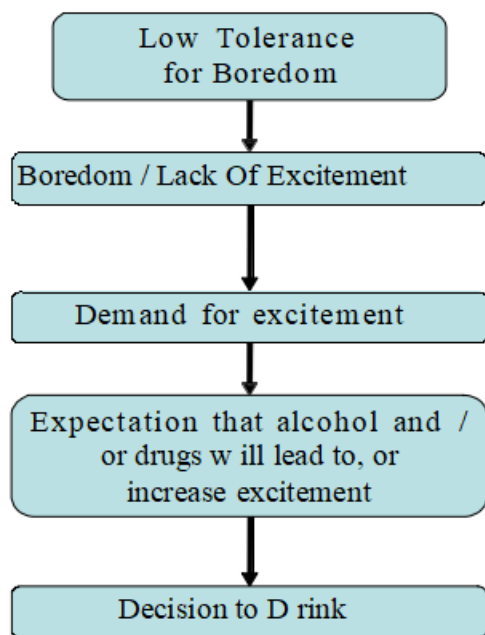 Low Tolerance
for Boredom
Boredom / Lack Of Excitement
Demand for excitement
Expectation that alcohol and /
or drugs w ill lead to, or
increase excitement
Decision to D rink